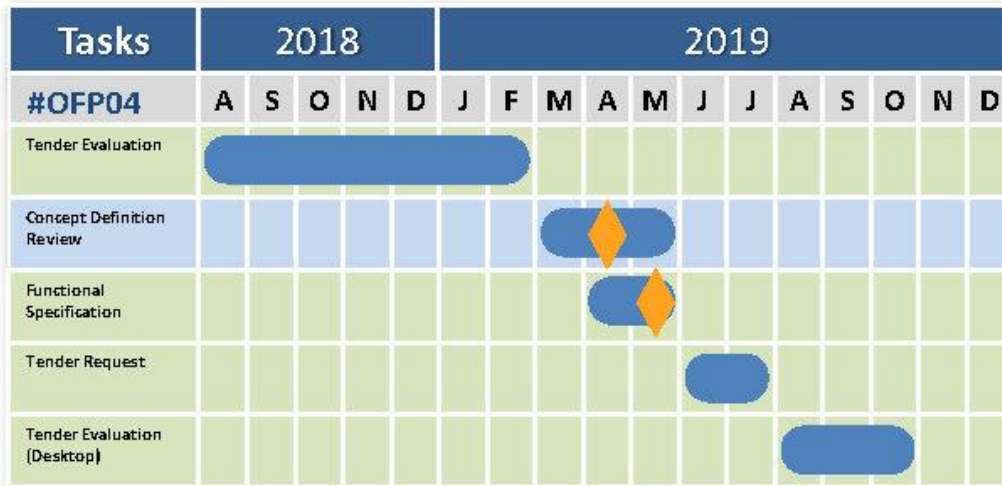 Tasks 2018 2019
#OFP04 A S O N D J F M A M J J A S O N D
Tender Evaluation
Concept Definition
Review
Functional
Specification
Tender Request
Tender Evaluation
(Desktop)